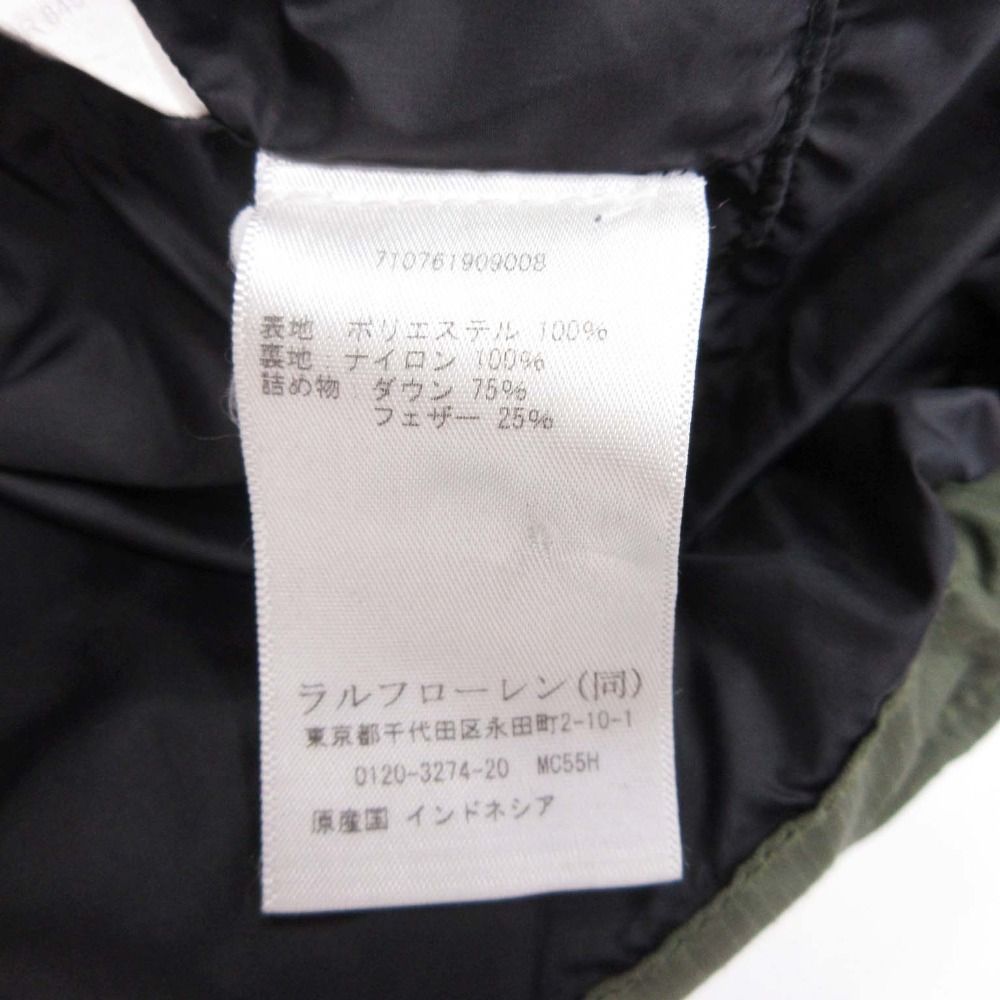 710761909008
表地 ポリエステル 100%
裏地 ナイロン 100%
詰め物 ダウン 75%
フェザー 25%
ラルフローレン(同)
東京都千代田区永田町2-10-1
0120-3274-20 MC55H
原産国 インドネシア